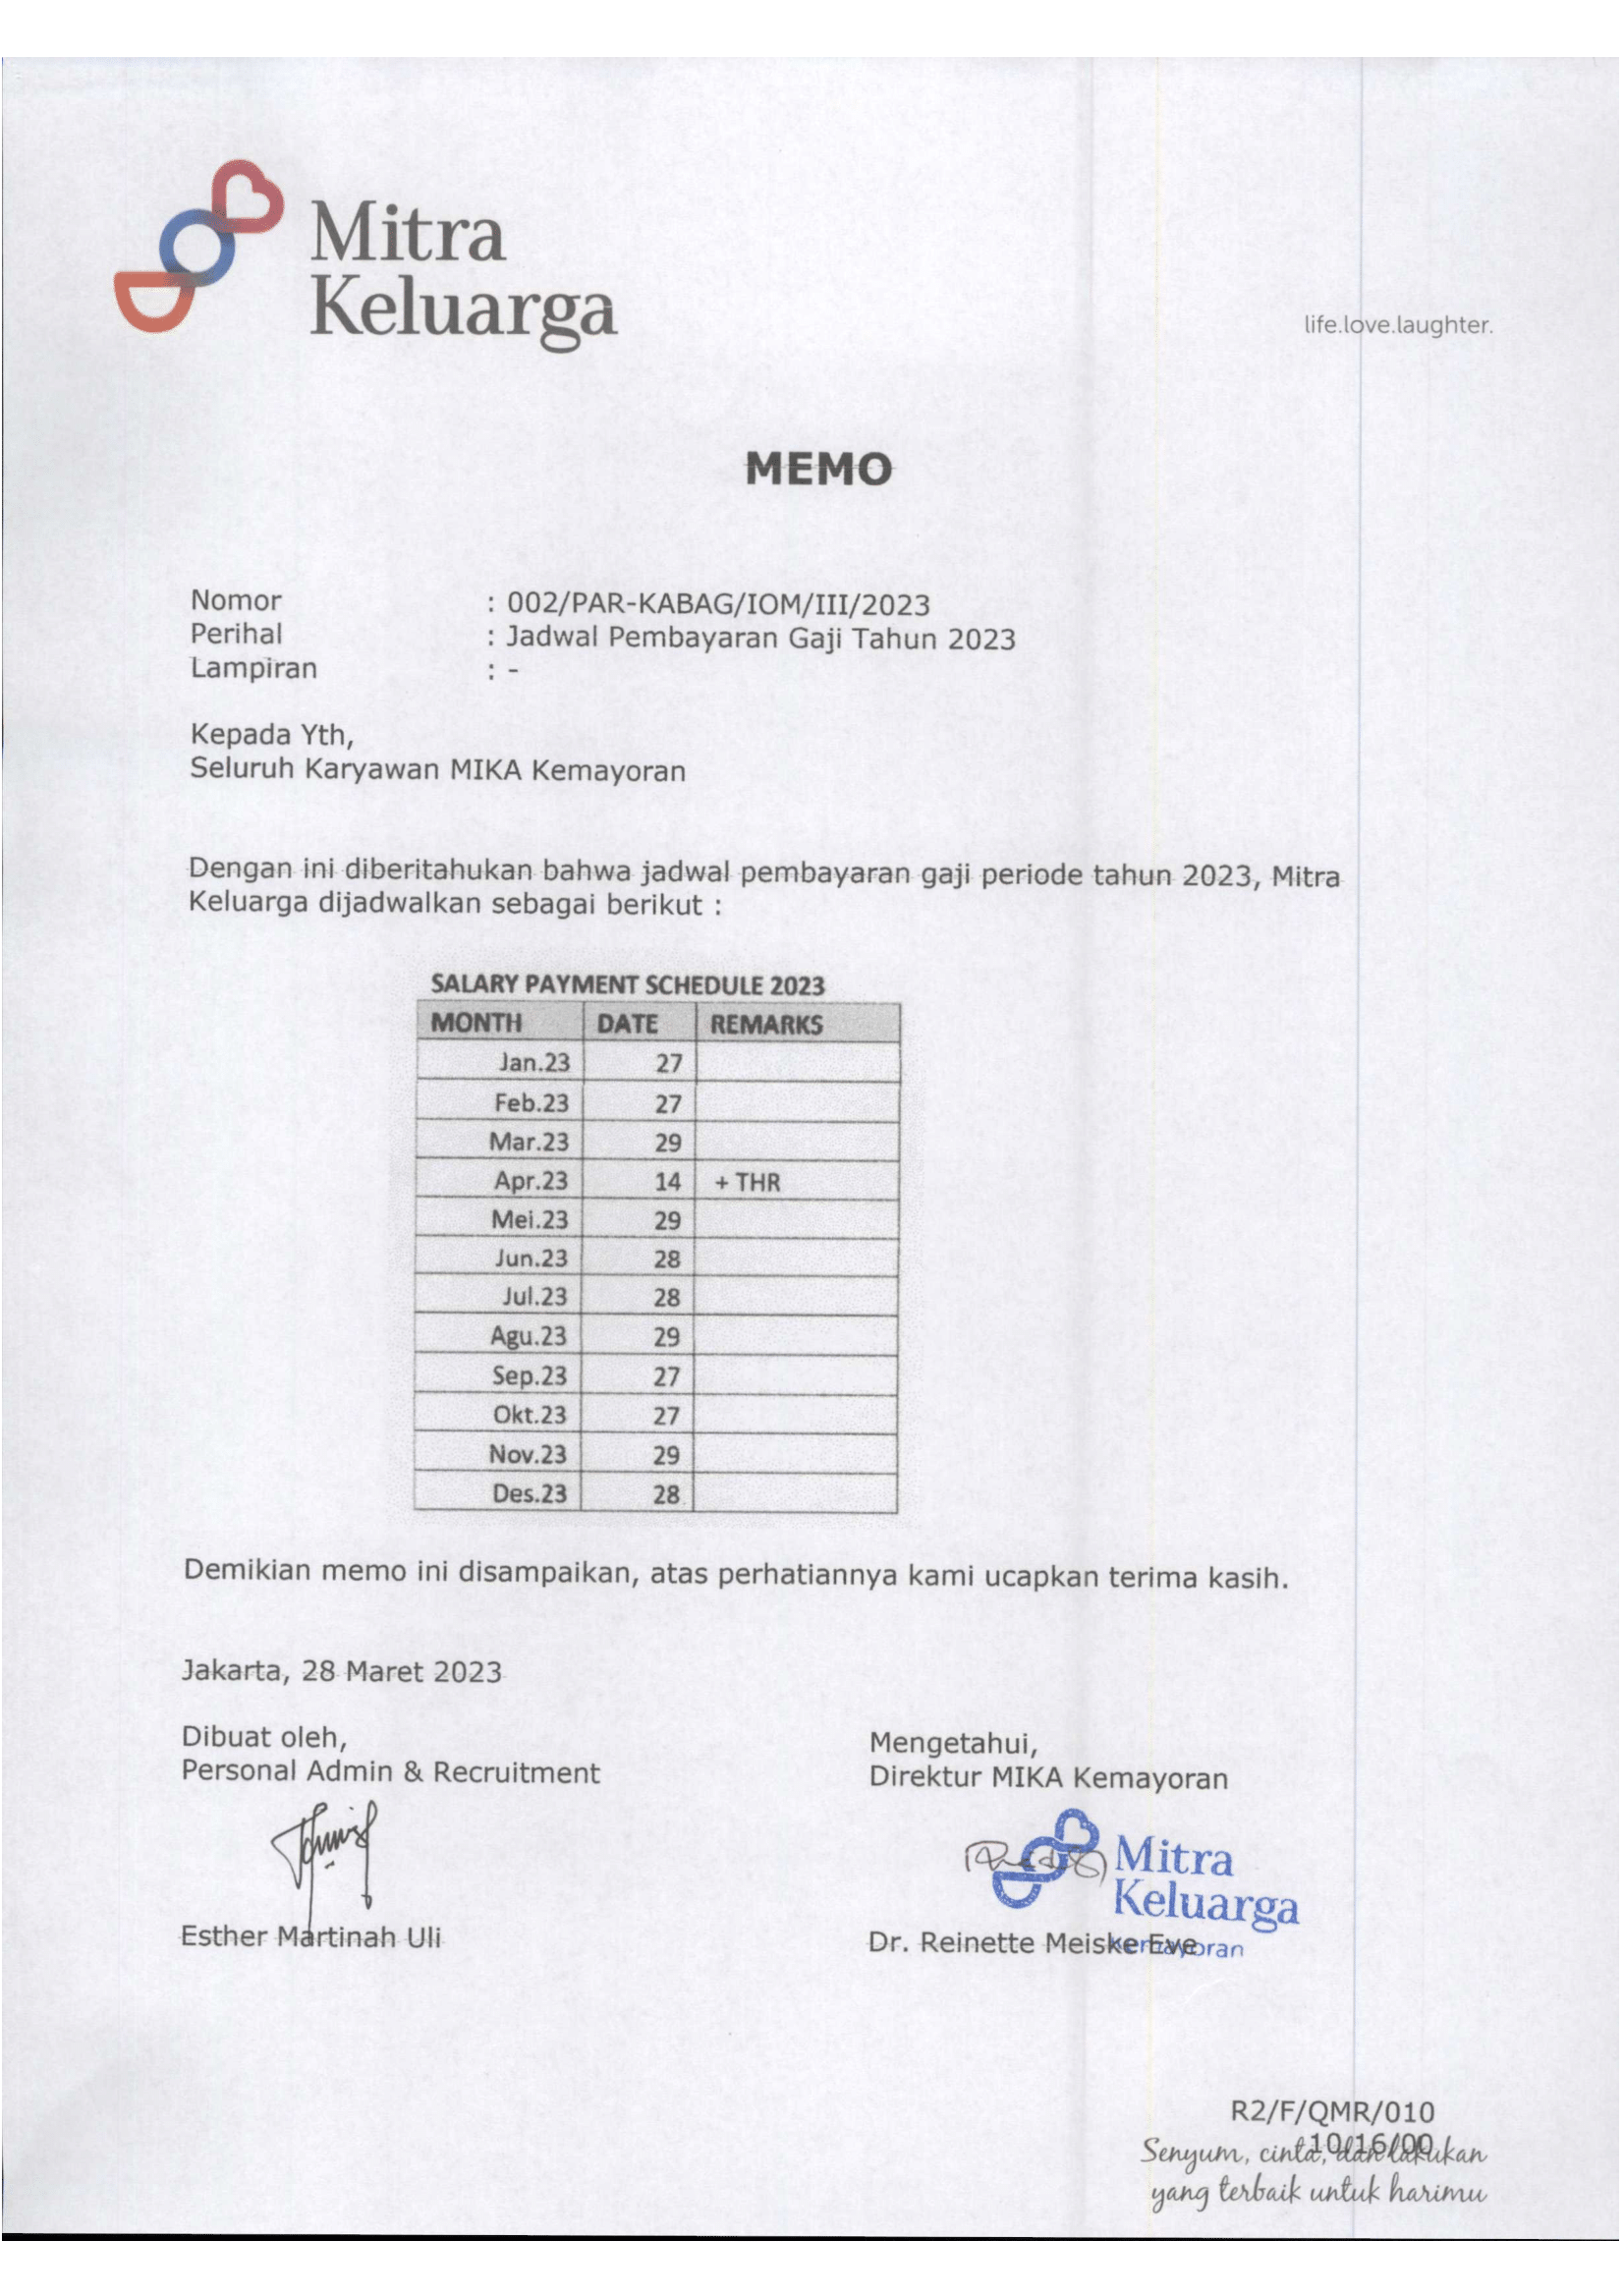 Mitra
Keluarga
life.love.laughter.
MEMO
Nomor : 002/PAR-KABAG/IOM/III/2023
Perihal : Jadwal Pembayaran Gaji Tahun 2023
Lampiran : -
Kepada Yth,
Seluruh Karyawan MIKA Kemayoran
Dengan ini diberitahukan bahwa jadwal pembayaran gaji periode tahun 2023, Mitra
Keluarga dijadwalkan sebagai berikut :
SALARY PAYMENT SCHEDULE 2023
MONTH DATE REMARKS
Jan.23 27
Feb.23 27
Mar.23 29
Apr.23 14 + THR
Mei.23 29
Jun.23 28
Jul.23 28
Agu.23 29
Sep.23 27
Okt.23 27
Nov.23 29
Des.23 28
Demikian memo ini disampaikan, atas perhatiannya kami ucapkan terima kasih.
Jakarta, 28 Maret 2023
Dibuat oleh,
Personal Admin & Recruitment
Esther Martinah Uli
Mengetahui,
Direktur MIKA Kemayoran
Mitra
Keluarga
Kemayoran
Dr. Reinette Meiske Eve
R2/F/QMR/010
10/16/00
Senyum, cinta, dan lakukan
yang terbaik untuk harimu